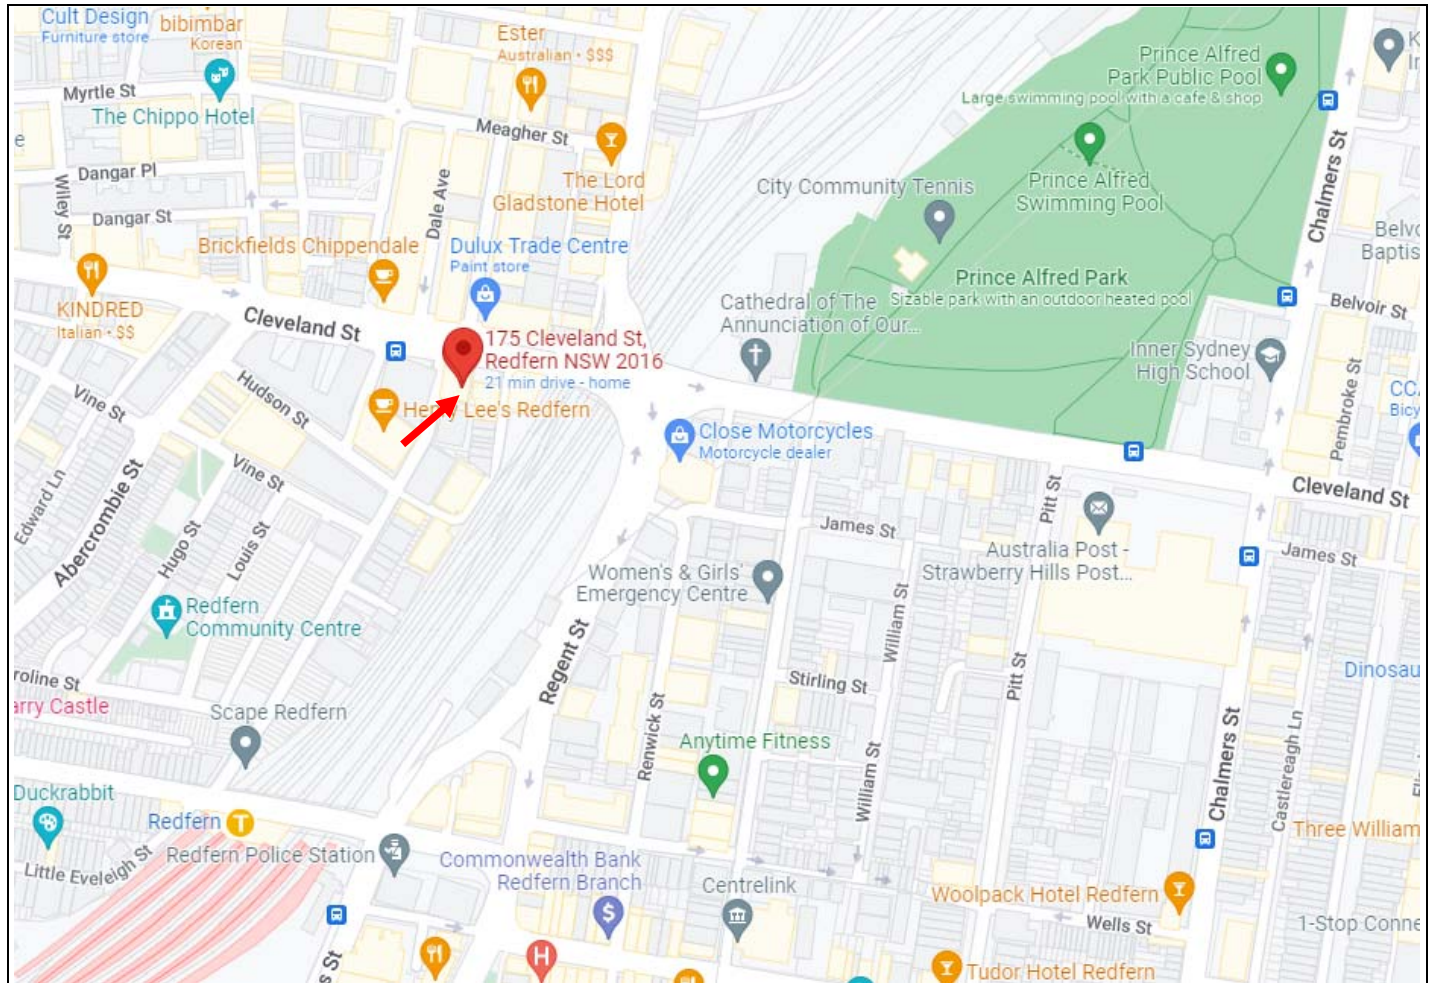 Cult Design
Furniture store
bibimbar
Korean
Ester
Australian • $$$
Myrtle St
The Chippo Hotel
Meagher St
Prince Alfred
Park Public Pool
Large swimming pool with a cafe & shop
Dangar Pl
Wiley St
Dangar St
Dale Ave
The Lord
Gladstone Hotel
City Community Tennis
Prince Alfred
Swimming Pool
Chalmers St
Brickfields Chippendale
Dulux Trade Centre
Paint store
Prince Alfred Park
Sizable park with an outdoor heated pool
Belvoir St
KINDRED
Italian • $$
Cleveland St
Cathedral of The
Annunciation of Our...
175 Cleveland St,
Redfern NSW 2016
21 min drive - home
Inner Sydney
High School
Pembroke St
Hudson St
Vine St
Close Motorcycles
Motorcycle dealer
Vine St
Edward Ln
Abercrombie St
Hugo St
Louis St
Pitt St
Cleveland St
James St
Australia Post -
Strawberry Hills Post...
James St
Women's & Girls'
Emergency Centre
William St
Redfern
Community Centre
Regent St
Stirling St
Pitt St
Renwick St
Scape Redfern
Anytime Fitness
William St
Chalmers St
Castlereagh Ln
Duckrabbit
Redfern
T
Redfern Police Station
Little Eveleigh St
Commonwealth Bank
Redfern Branch
$
Centrelink
Three William
Woolpack Hotel Redfern
Wells St
1-Stop Conne
H
Tudor Hotel Redfern